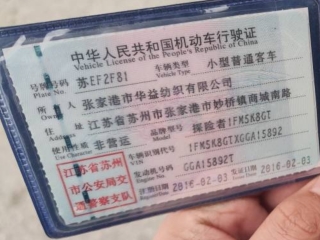 中华人民共和国机动车行驶证
Vehicle License of the People's Republic of China
号牌号码 苏EF2F81 车辆类型 小型普通客车
Plate No. Vehicle Type
所有人 张家港市华益纺织有限公司
Owner
住址 江苏省苏州市张家港市妙桥镇商城南路
使用性质 非营运 品牌型号 探险者1FM5K8GT
Use Character Model
车辆识别代号 1FM5K8GTXGGA15892
VIN
江苏省苏州市公安局交通警察支队
发动机号码 GGA15892T
Engine No.
注册日期 2016-02-03 发证日期 2016-02-03
Register Date Issue Date